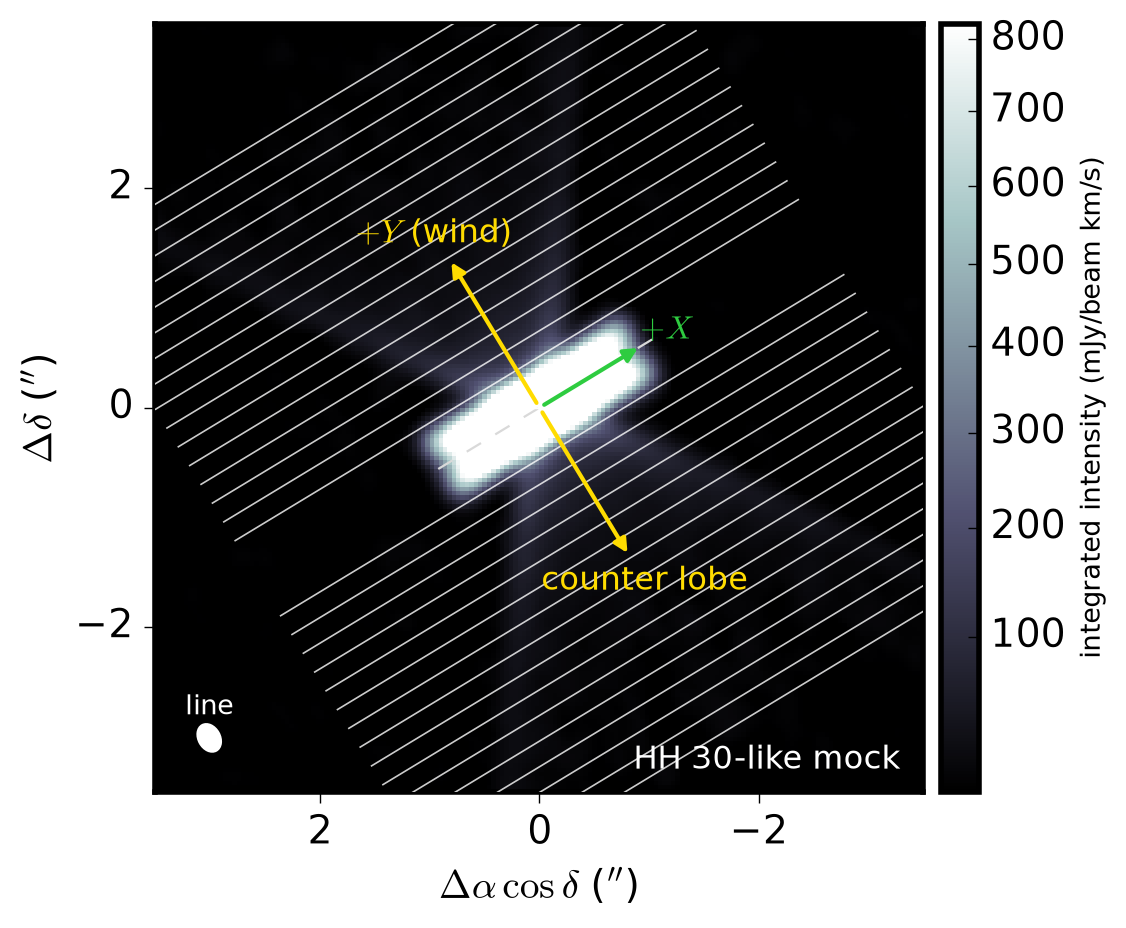 800
700
600
500
400
300
200
100
integrated intensity (mJy/beam km/s)
2
0
−2
Δδ (″)
+Y (wind)
+X
counter lobe
line
HH 30-like mock
2
0
−2
Δα cos δ (″)